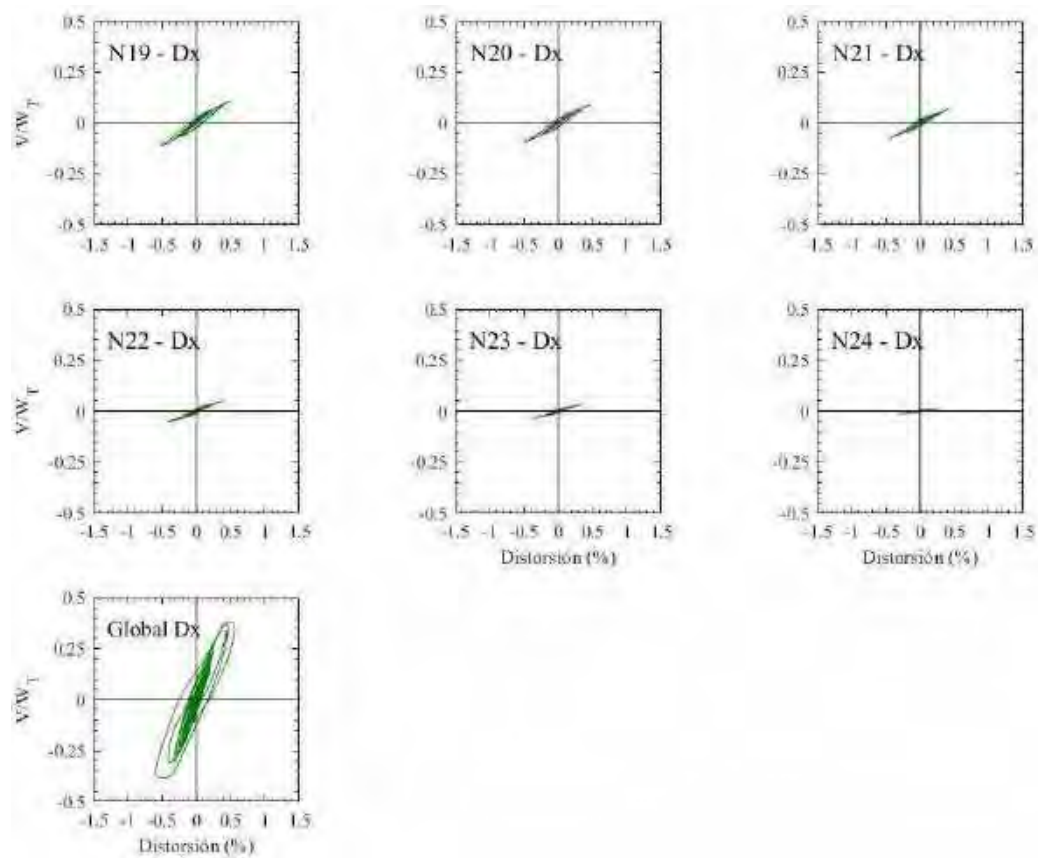 0.5 0.5 0.5
N19 - Dx N20 - Dx N21 - Dx
0.25 0.25 0.25
V/W_T 0 0 0
-0.25 -0.25 -0.25
-0.5 -0.5 -0.5
-1.5 -1 -0.5 0 0.5 1 1.5 -1.5 -1 -0.5 0 0.5 1 1.5 -1.5 -1 -0.5 0 0.5 1 1.5
0.5 0.5 0.5
N22 - Dx N23 - Dx N24 - Dx
0.25 0.25 0.25
V/W_T 0 0 0
-0.25 -0.25 -0.25
-0.5 -0.5 -0.5
-1.5 -1 -0.5 0 0.5 1 1.5 -1.5 -1 -0.5 0 0.5 1 1.5 -1.5 -1 -0.5 0 0.5 1 1.5
Distorsión (%) Distorsión (%)
0.5
Global Dx
0.25
V/W_T 0
-0.25
-0.5
-1.5 -1 -0.5 0 0.5 1 1.5
Distorsión (%)